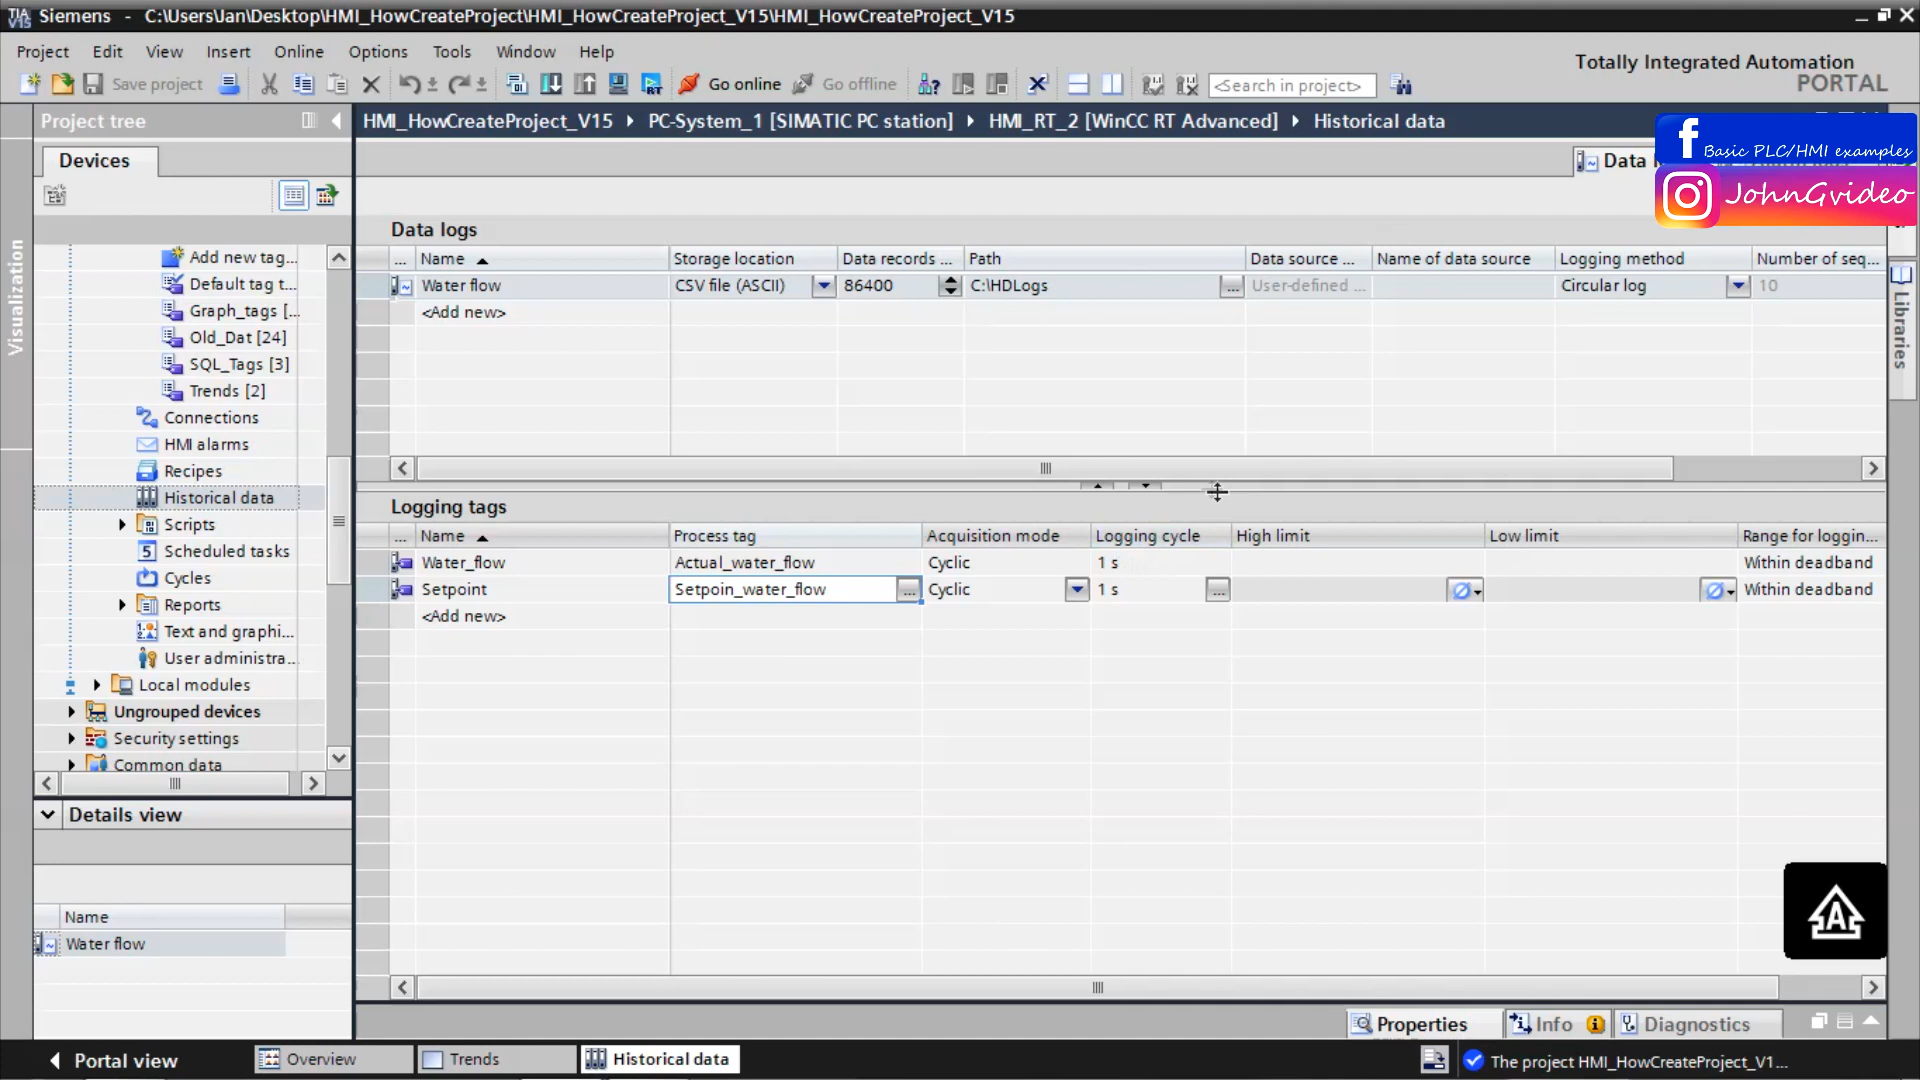 Siemens - C:\Users\Jan\Desktop\HMI_HowCreateProject\HMI_HowCreateProject_V15\HMI_HowCreateProject_V15
Project Edit View Insert Online Options Tools Window Help
Totally Integrated Automation
PORTAL
Save project
Go online
Go offline
<Search in project>
Project tree
HMI_HowCreateProject_V15 PC-System_1 [SIMATIC PC station] HMI_RT_2 [WinCC RT Advanced] Historical data
Basic PLC/HMI examples
JohnGvideo
Devices
Data
Visualization
Libraries
Add new tag...
Default tag t...
Graph_tags [...
Old_Dat [24]
SQL_Tags [3]
Trends [2]
Connections
HMI alarms
Recipes
Historical data
Scripts
Scheduled tasks
Cycles
Reports
Text and graphi...
User administra...
Local modules
Ungrouped devices
Security settings
Common data
Details view
Name
Water flow
Data logs
... Name Storage location Data records ... Path Data source ... Name of data source Logging method Number of seq...
Water flow CSV file (ASCII) 86400 C:\HDLogs ... User-defined ... Circular log 10
<Add new>
Logging tags
... Name Process tag Acquisition mode Logging cycle High limit Low limit Range for loggin...
Water_flow Actual_water_flow Cyclic 1 s Within deadband
Setpoint Setpoin_water_flow ... Cyclic 1 s ... Within deadband
<Add new>
A
Properties Info Diagnostics
Portal view Overview Trends Historical data The project HMI_HowCreateProject_V1...